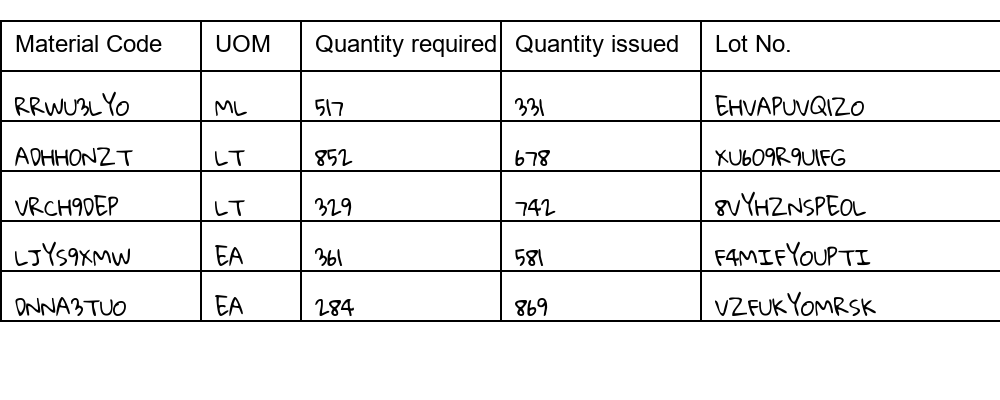 Material Code UOM Quantity required Quantity issued Lot No.
RRWU3LYO ML 517 331 EHVAPUVQIZO
ADHHONZT LT 852 678 XU6O9R9UIFG
VRCH9DEP LT 329 742 8VYHZNSPEOL
LJYS9XMW EA 361 581 F4MIFYOUPTI
DNNA3TUO EA 284 869 VZFUKYOMRSK